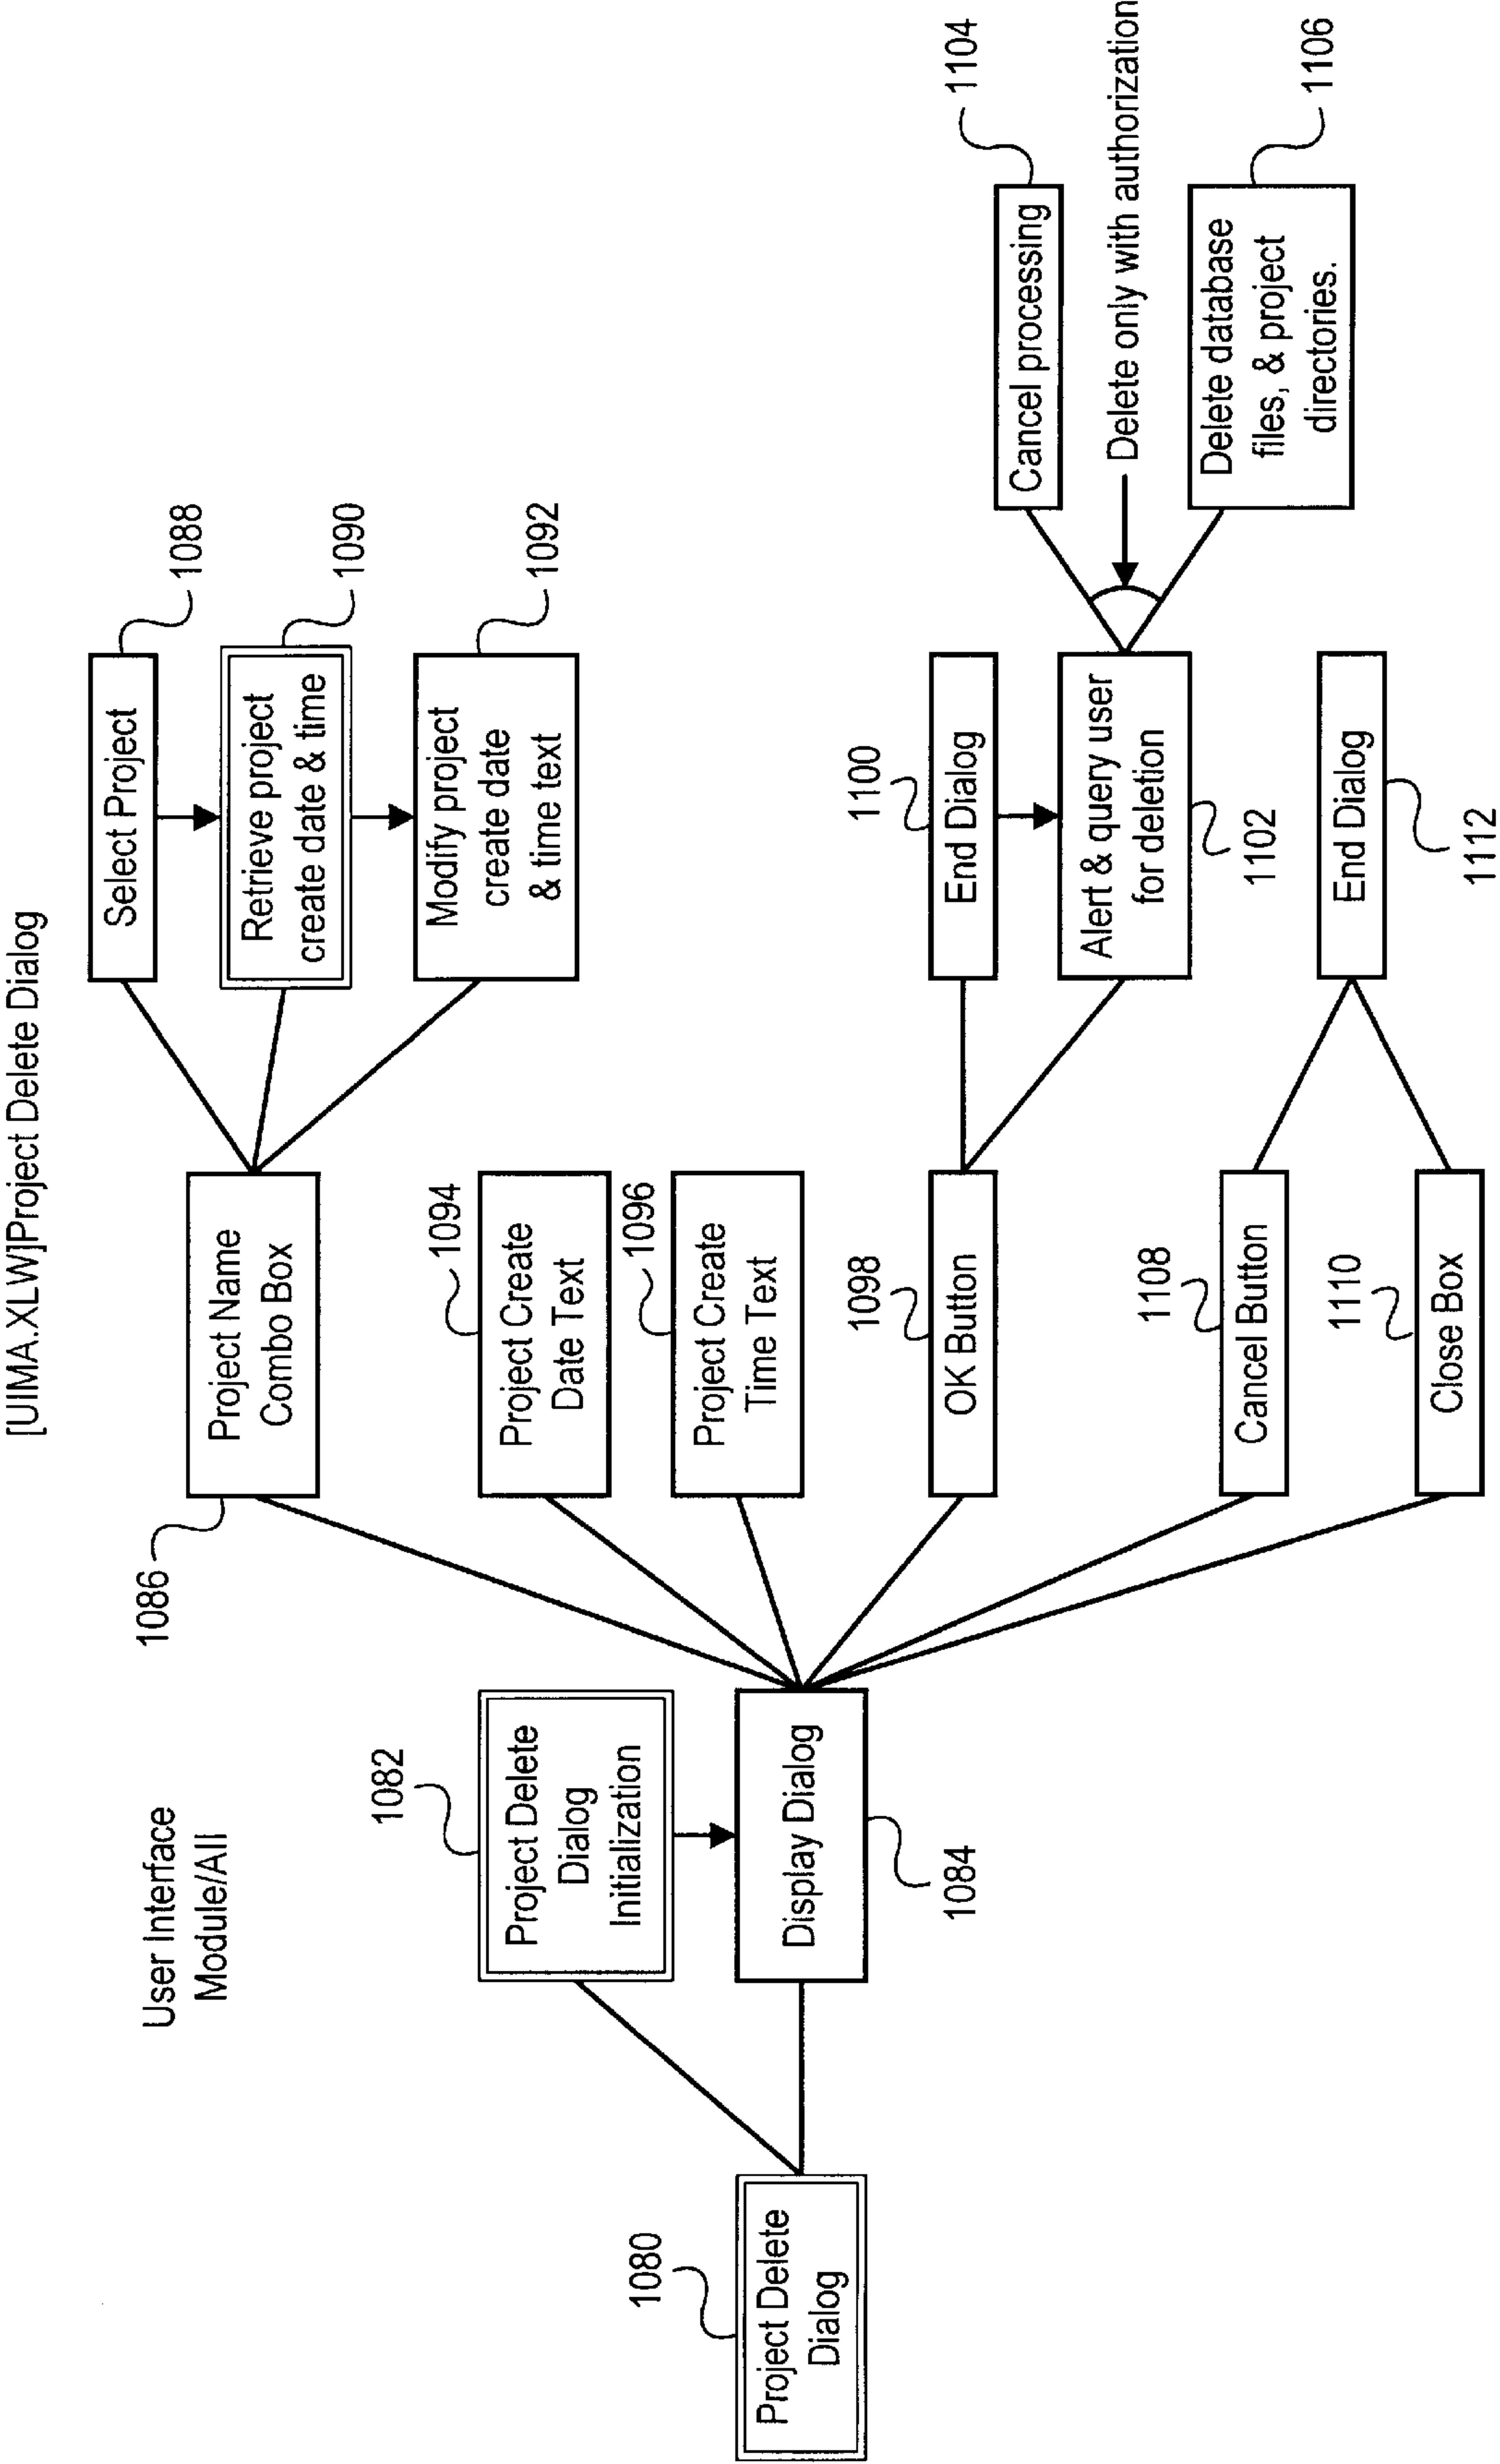 [UIMA.XLW]Project Delete Dialog
User Interface
Module/All
1080
Project Delete
Dialog
1082
Project Delete
Dialog
Initialization
Display Dialog
1084
1086
Project Name
Combo Box
Select Project
1088
Retrieve project
create date & time
1090
Modify project
create date
& time text
1092
1094
Project Create
Date Text
1096
Project Create
Time Text
1098
OK Button
1100
End Dialog
Alert & query user
for deletion
1102
Cancel processing
1104
Delete only with authorization
Delete database
files, & project
directories.
1106
1108
Cancel Button
1110
Close Box
End Dialog
1112